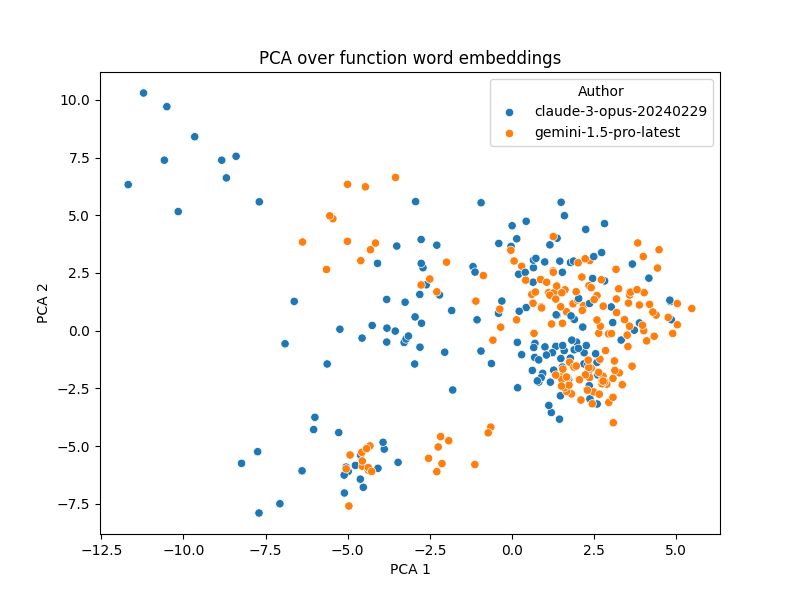 PCA over function word embeddings
Author
claude-3-opus-20240229
gemini-1.5-pro-latest
PCA 2
10.0
7.5
5.0
2.5
0.0
−2.5
−5.0
−7.5
−12.5
−10.0
−7.5
−5.0
−2.5
0.0
2.5
5.0
PCA 1